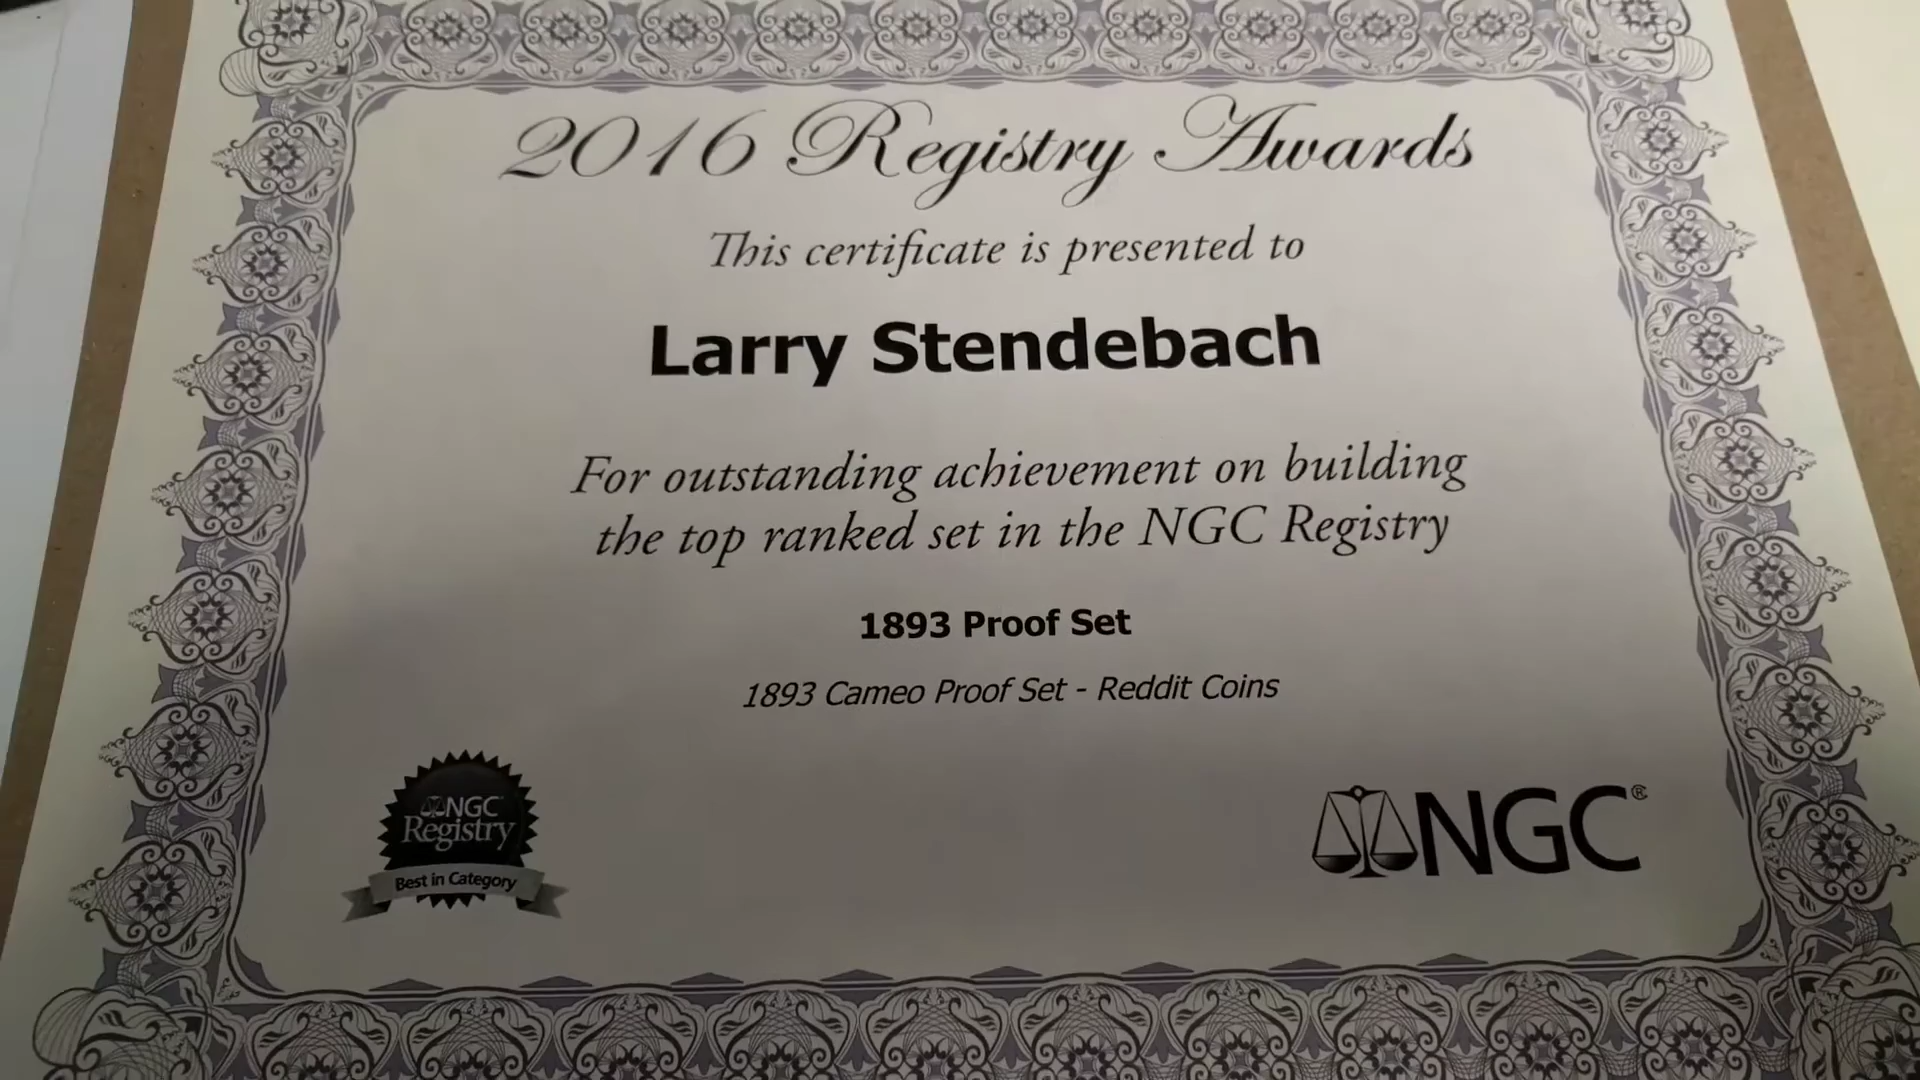 2016 Registry Awards
This certificate is presented to
Larry Stendebach
For outstanding achievement on building
the top ranked set in the NGC Registry
1893 Proof Set
1893 Cameo Proof Set - Reddit Coins
NGC
Registry
Best in Category
NGC®